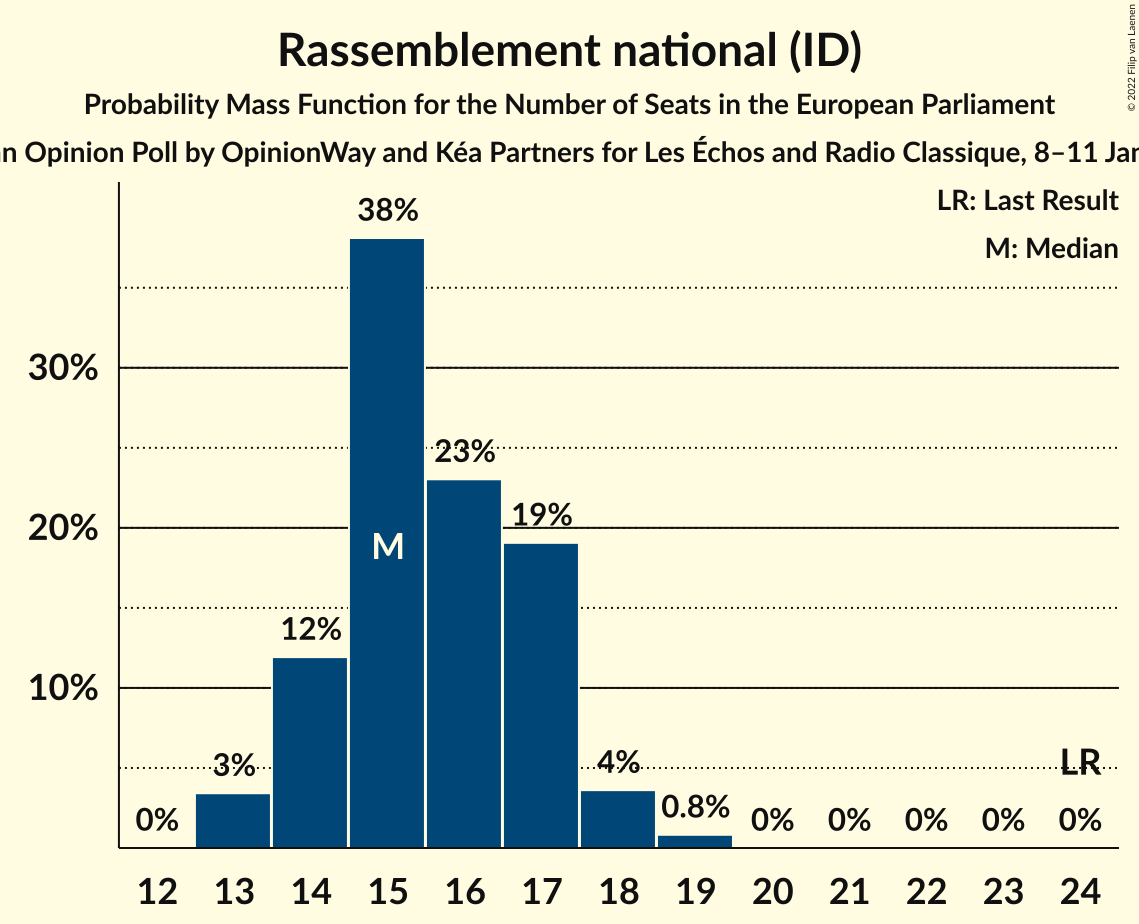 © 2022 Filip van Laenen
Rassemblement national (ID)
Probability Mass Function for the Number of Seats in the European Parliament
n Opinion Poll by OpinionWay and Kéa Partners for Les Échos and Radio Classique, 8–11 Jan
LR: Last Result
M: Median
38%
30%
23%
20%
19%
M
12%
10%
3%
4%
LR
0%
0.8%
0%
0%
0%
0%
0%
12 13 14 15 16 17 18 19 20 21 22 23 24